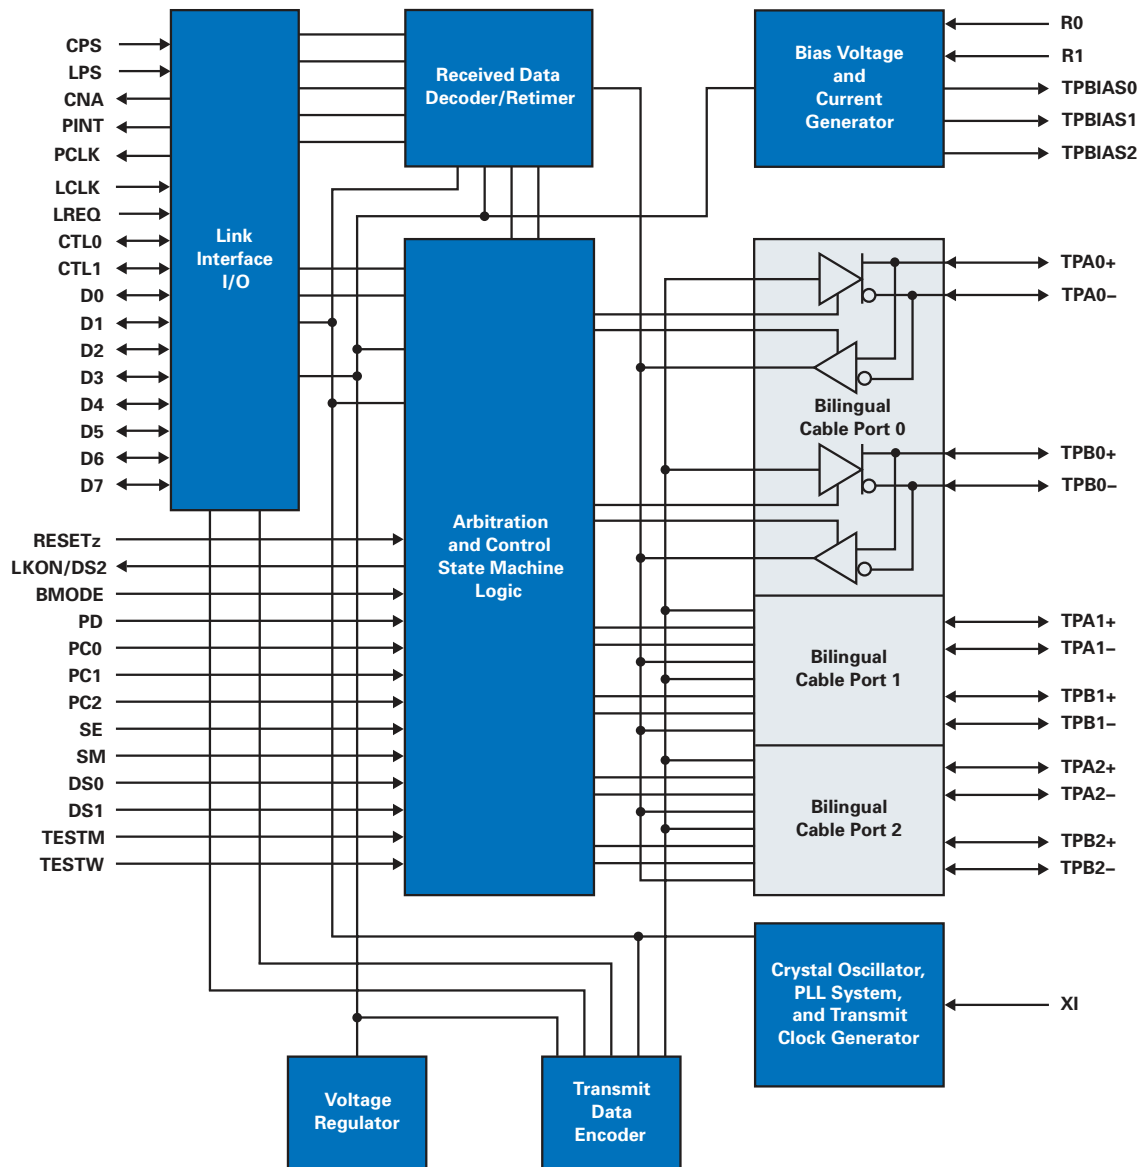 CPS
LPS
CNA
PINT
PCLK
LCLK
LREQ
CTL0
CTL1
D0
D1
D2
D3
D4
D5
D6
D7
RESETz
LKON/DS2
BMODE
PD
PC0
PC1
PC2
SE
SM
DS0
DS1
TESTM
TESTW
Link
Interface
I/O
Received Data
Decoder/Retimer
Arbitration
and Control
State Machine
Logic
Bias Voltage
and
Current
Generator
R0
R1
TPBIAS0
TPBIAS1
TPBIAS2
Bilingual
Cable Port 0
TPA0+
TPA0−
TPB0+
TPB0−
Bilingual
Cable Port 1
TPA1+
TPA1−
TPB1+
TPB1−
Bilingual
Cable Port 2
TPA2+
TPA2−
TPB2+
TPB2−
Crystal Oscillator,
PLL System,
and Transmit
Clock Generator
XI
Voltage
Regulator
Transmit
Data
Encoder